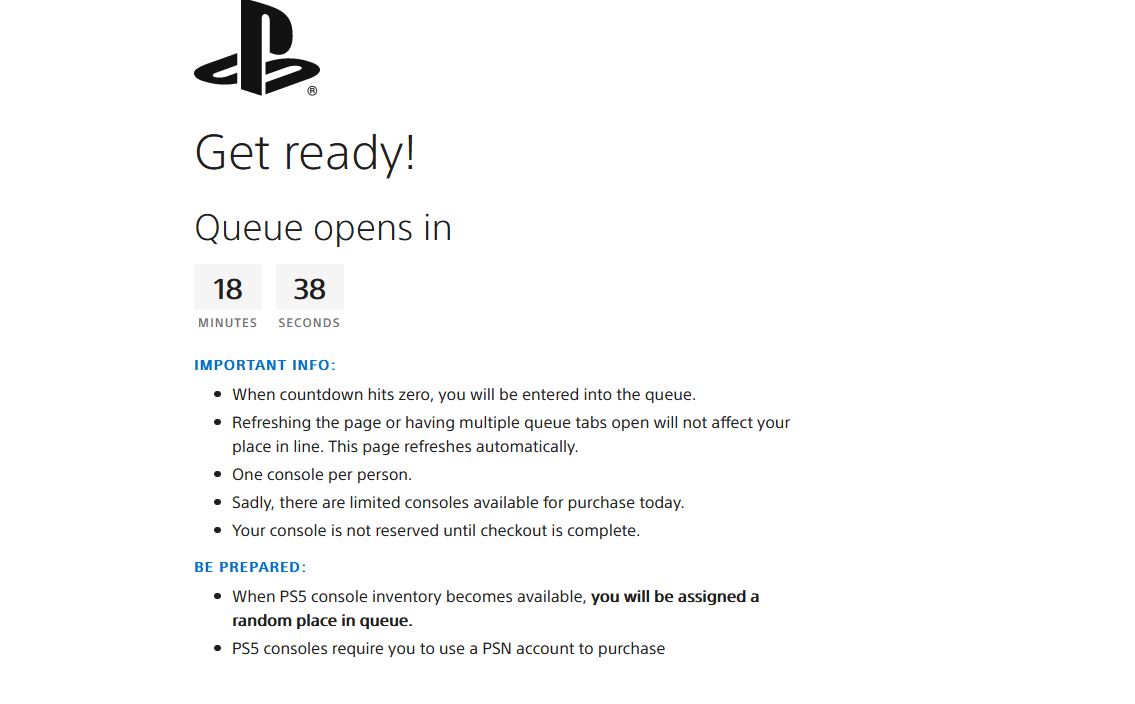 ®
Get ready!
Queue opens in
18 38
MINUTES SECONDS
IMPORTANT INFO:
• When countdown hits zero, you will be entered into the queue.
• Refreshing the page or having multiple queue tabs open will not affect your
place in line. This page refreshes automatically.
• One console per person.
• Sadly, there are limited consoles available for purchase today.
• Your console is not reserved until checkout is complete.
BE PREPARED:
• When PS5 console inventory becomes available, you will be assigned a
random place in queue.
• PS5 consoles require you to use a PSN account to purchase